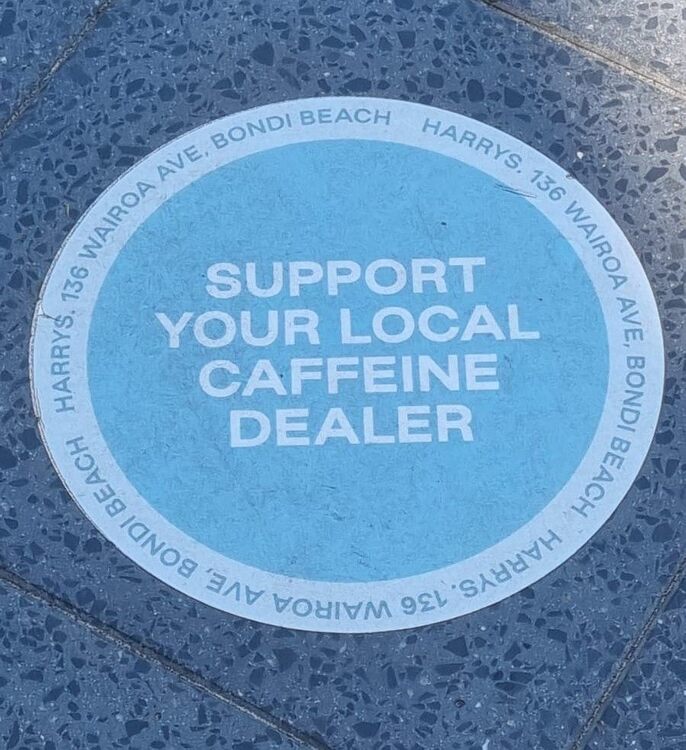 SUPPORT
YOUR LOCAL
CAFFEINE
DEALER
HARRYS. 136 WAIROA AVE, BONDI BEACH
HARRYS. 136 WAIROA AVE, BONDI BEACH
HARRYS. 136 WAIROA AVE, BONDI BEACH